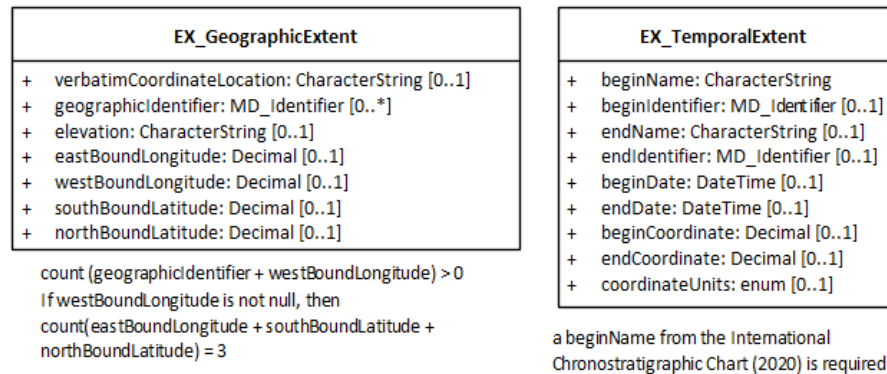 EX_GeographicExtent
+ verbatimCoordinateLocation: CharacterString [0..1]
+ geographicIdentifier: MD_Identifier [0..*]
+ elevation: CharacterString [0..1]
+ eastBoundLongitude: Decimal [0..1]
+ westBoundLongitude: Decimal [0..1]
+ southBoundLatitude: Decimal [0..1]
+ northBoundLatitude: Decimal [0..1]
count (geographicIdentifier + westBoundLongitude) > 0
If westBoundLongitude is not null, then
count(eastBoundLongitude + southBoundLatitude +
northBoundLatitude) = 3
EX_TemporalExtent
+ beginName: CharacterString
+ beginIdentifier: MD_Identifier [0..1]
+ endName: CharacterString [0..1]
+ endIdentifier: MD_Identifier [0..1]
+ beginDate: DateTime [0..1]
+ endDate: DateTime [0..1]
+ beginCoordinate: Decimal [0..1]
+ endCoordinate: Decimal [0..1]
+ coordinateUnits: enum [0..1]
a beginName from the International
Chronostratigraphic Chart (2020) is required